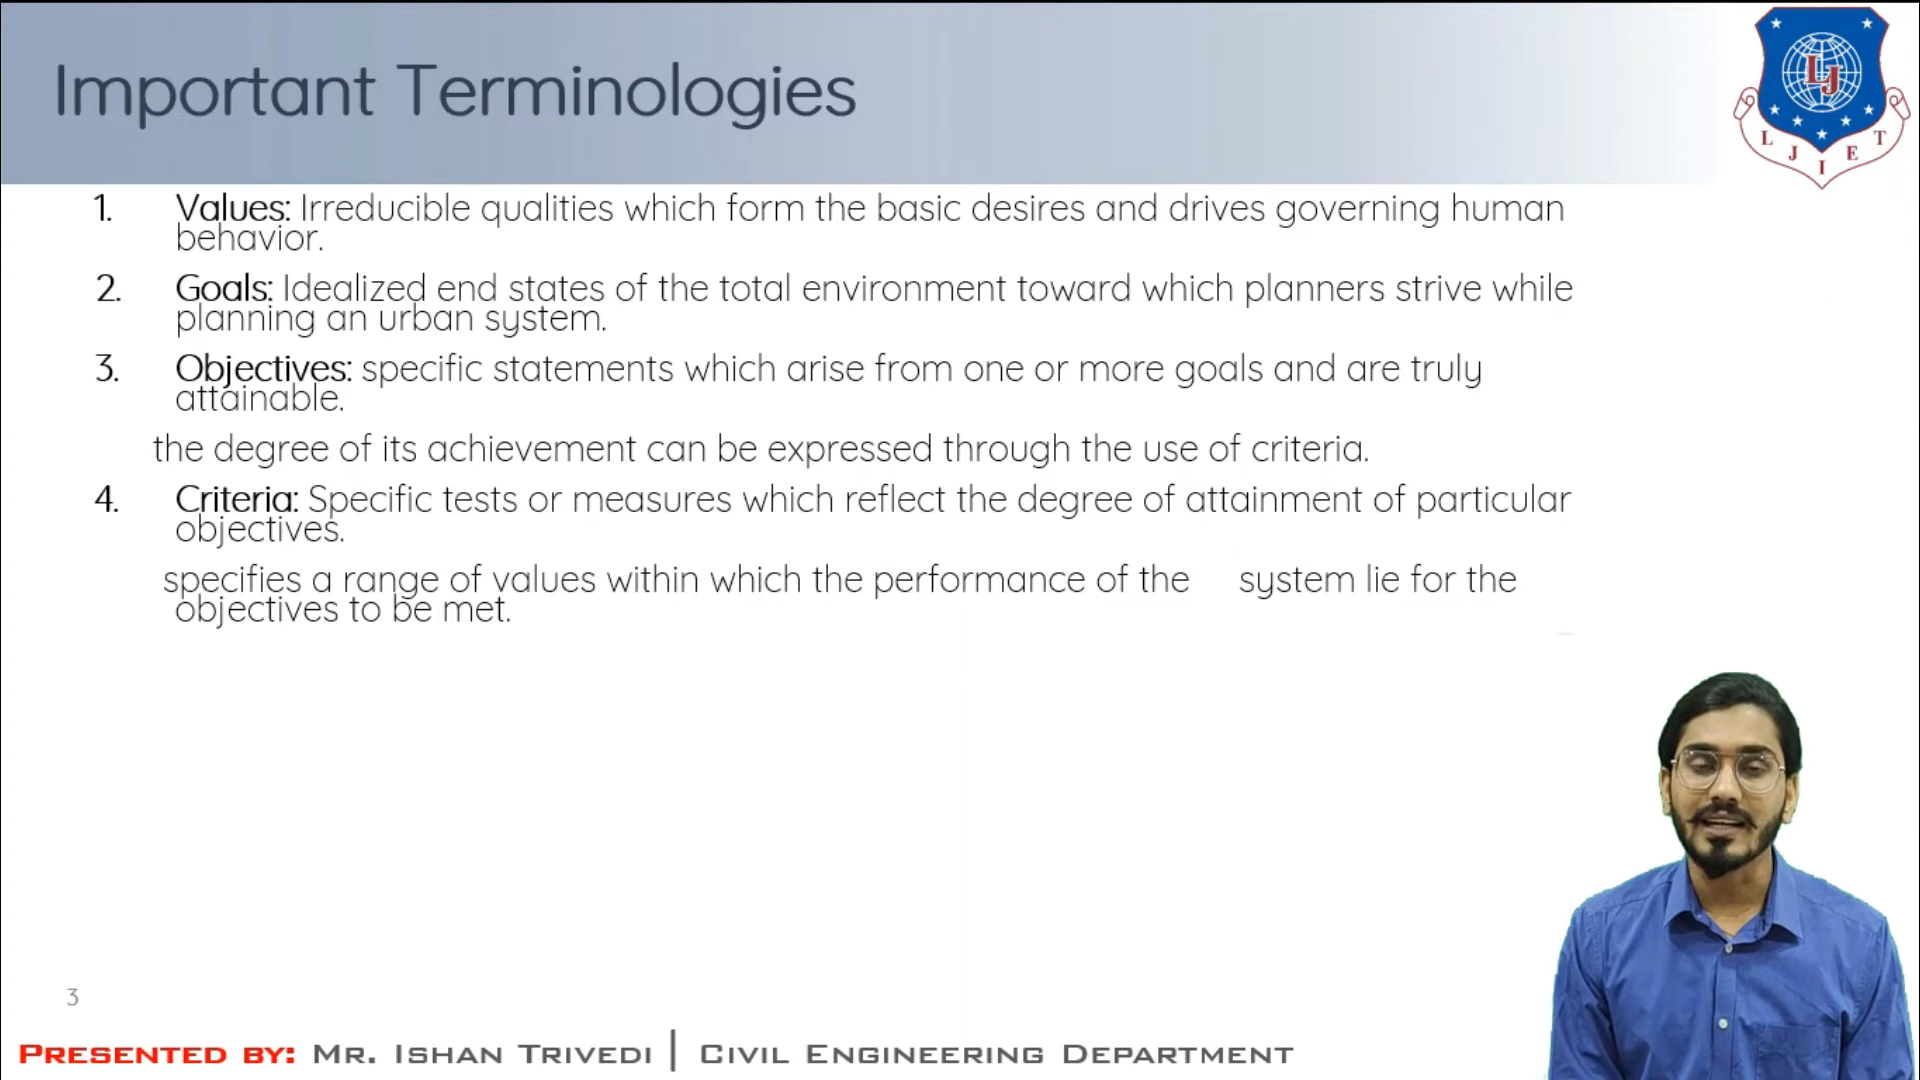 Important Terminologies
LJ
L J I E T
1. Values: Irreducible qualities which form the basic desires and drives governing human
behavior.
2. Goals: Idealized end states of the total environment toward which planners strive while
planning an urban system.
3. Objectives: specific statements which arise from one or more goals and are truly
attainable.
the degree of its achievement can be expressed through the use of criteria.
4. Criteria: Specific tests or measures which reflect the degree of attainment of particular
objectives.
specifies a range of values within which the performance of the system lie for the
objectives to be met.
3
PRESENTED BY: MR. ISHAN TRIVEDI | CIVIL ENGINEERING DEPARTMENT